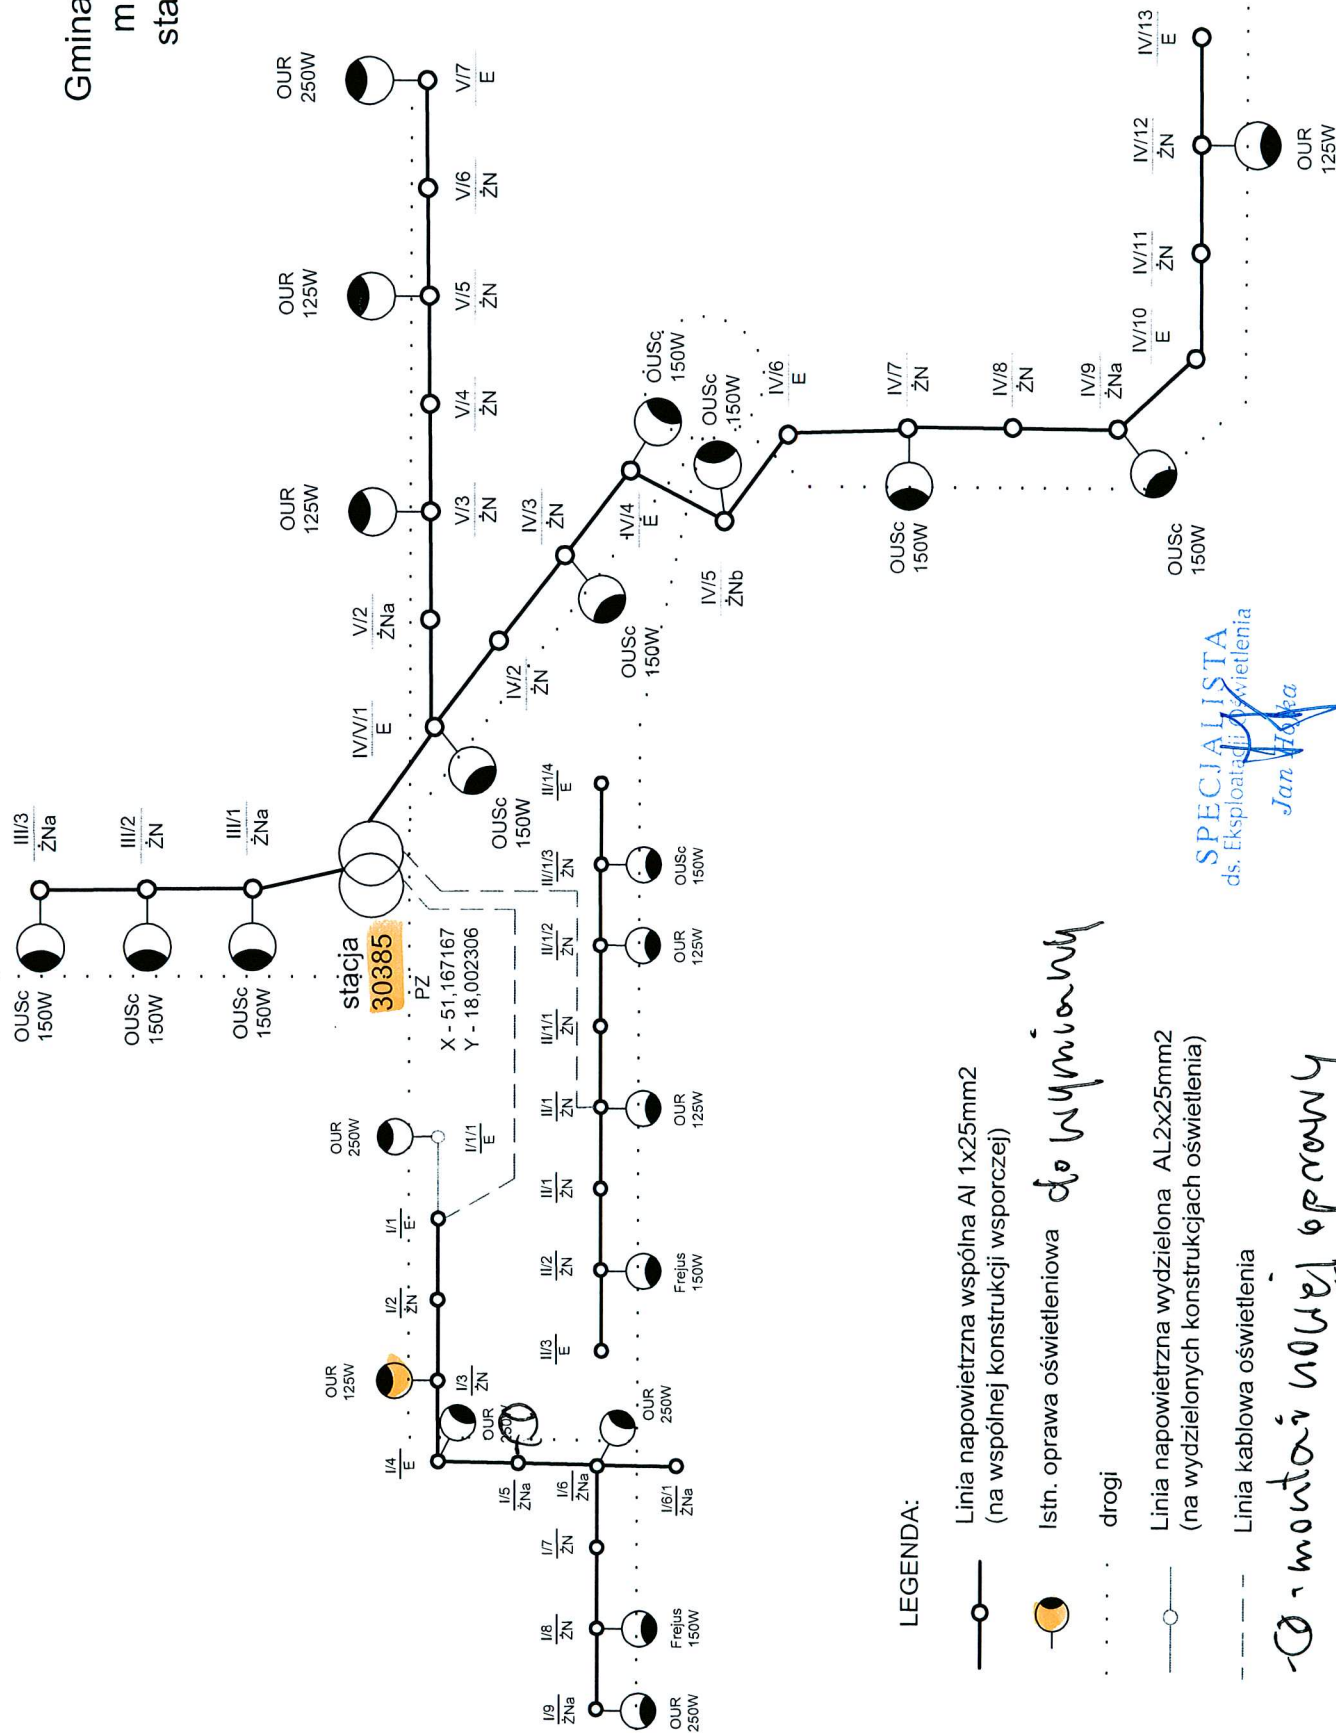 Gmina
m
sta
OUR
250W
V/7
E
V/6
ŻN
OUR
125W
V/5
ŻN
V/4
ŻN
OUR
125W
V/3
ŻN
V/2
ŻNa
IV/V/1
E
OUSc
150W
IV/2
ŻN
IV/3
ŻN
OUSc
150W
IV/4
E
OUSc
150W
IV/5
ŻNb
OUSc
150W
IV/6
E
IV/7
ŻN
OUSc
150W
IV/8
ŻN
IV/9
ŻNa
OUSc
150W
IV/10
E
IV/11
ŻN
IV/12
ŻN
OUR
125W
IV/13
E
III/3
ŻNa
OUSc
150W
III/2
ŻN
OUSc
150W
III/1
ŻNa
OUSc
150W
stacja
30385
PZ
X - 51,167167
Y - 18,002306
OUR
250W
I/1/1
E
I/1
E
I/2
ŻN
OUR
125W
I/3
ŻN
I/4
E
OUR
250W
I/5
ŻNa
I/6
ŻNa
OUR
250W
I/6/1
ŻNa
I/7
ŻN
I/8
ŻN
Frejus
150W
I/9
ŻNa
OUR
250W
II/1/4
E
II//1/3
ŻN
OUSc
150W
II/1/2
ŻN
OUR
125W
II/1/1
ŻN
II/1
ŻN
OUR
125W
II/1
ŻN
II/2
ŻN
Frejus
150W
II/3
E
LEGENDA:
Linia napowietrzna wspólna Al 1x25mm2
(na wspólnej konstrukcji wsporczej)
Istn. oprawa oświetleniowa do wymiany
drogi
Linia napowietrzna wydzielona AL2x25mm2
(na wydzielonych konstrukcjach oświetlenia)
Linia kablowa oświetlenia
- montaż nowej oprawy
SPECJALISTA
ds. Eksploatacji Oświetlenia
Jan